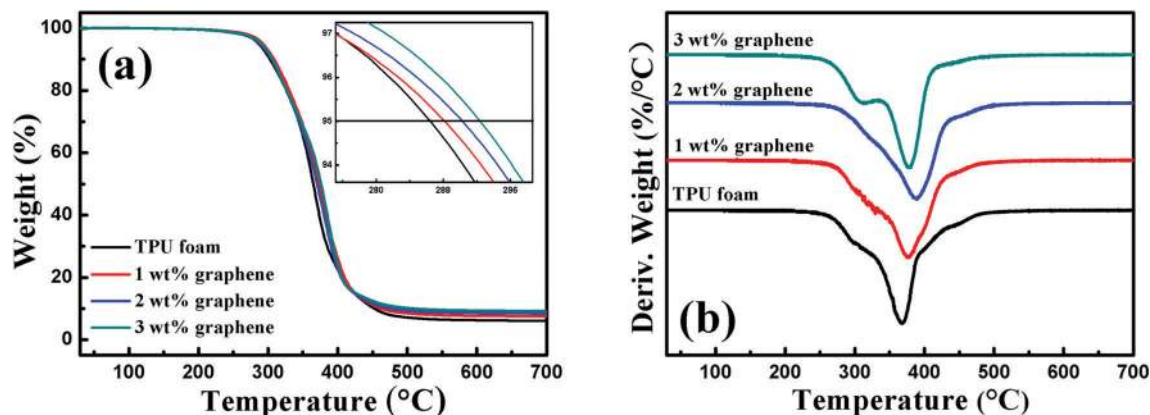 (a)
Weight (%)
100
80
60
40
20
0
TPU foam
1 wt% graphene
2 wt% graphene
3 wt% graphene
97
96
95
94
280
288
296
100
200
300
400
500
600
700
Temperature (°C)
(b)
Deriv. Weight (%/°C)
3 wt% graphene
2 wt% graphene
1 wt% graphene
TPU foam
100
200
300
400
500
600
700
Temperature (°C)